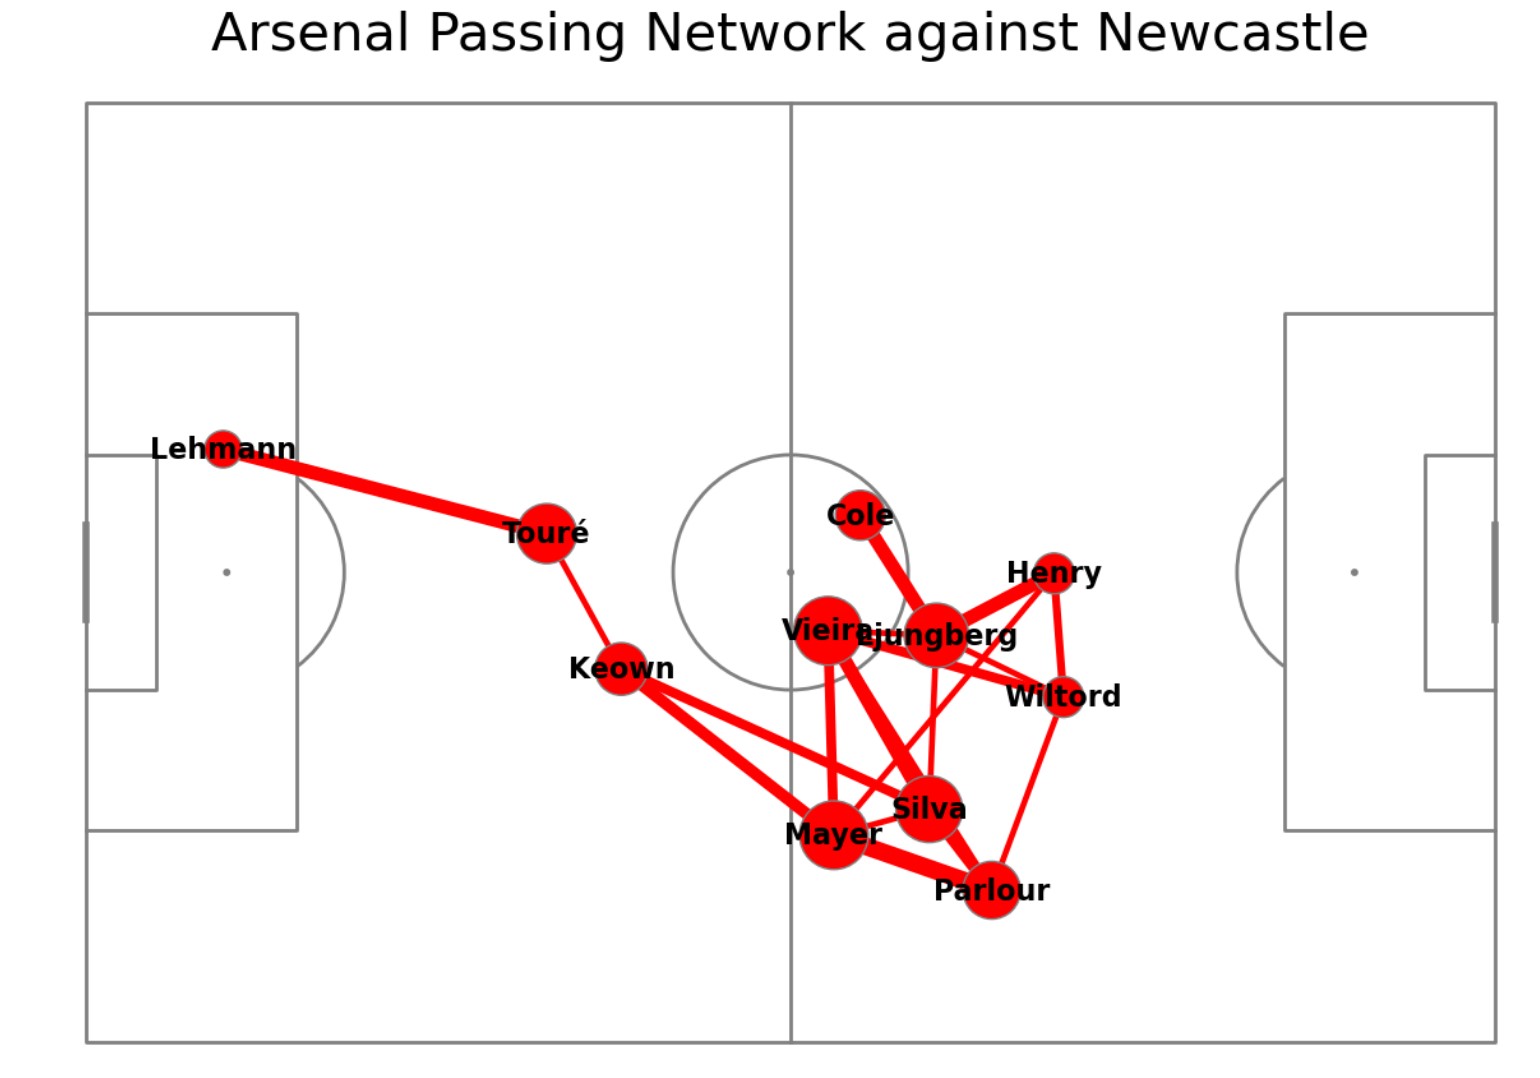 Arsenal Passing Network against Newcastle
Lehmann
Touré
Cole
Henry
Vieira
Ljungberg
Keown
Wiltord
Silva
Mayer
Parlour